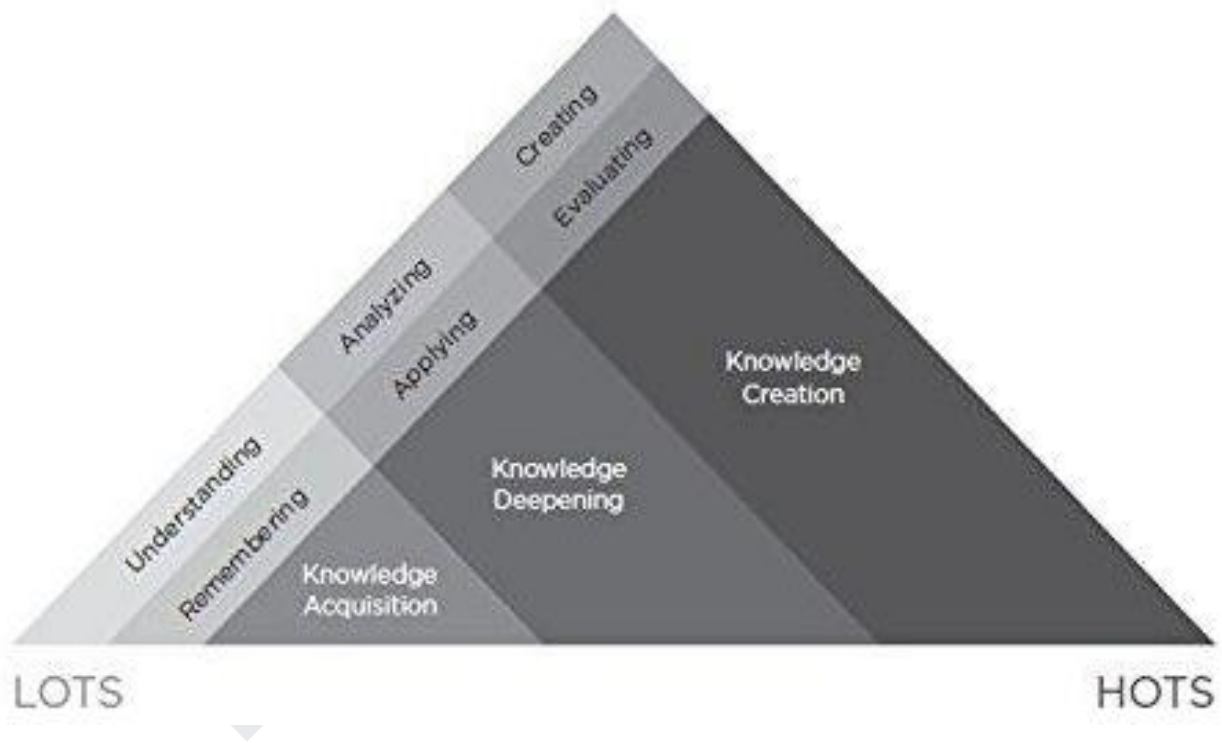 Creating
Evaluating
Analyzing
Applying
Understanding
Remembering
Knowledge
Creation
Knowledge
Deepening
Knowledge
Acquisition
LOTS
HOTS